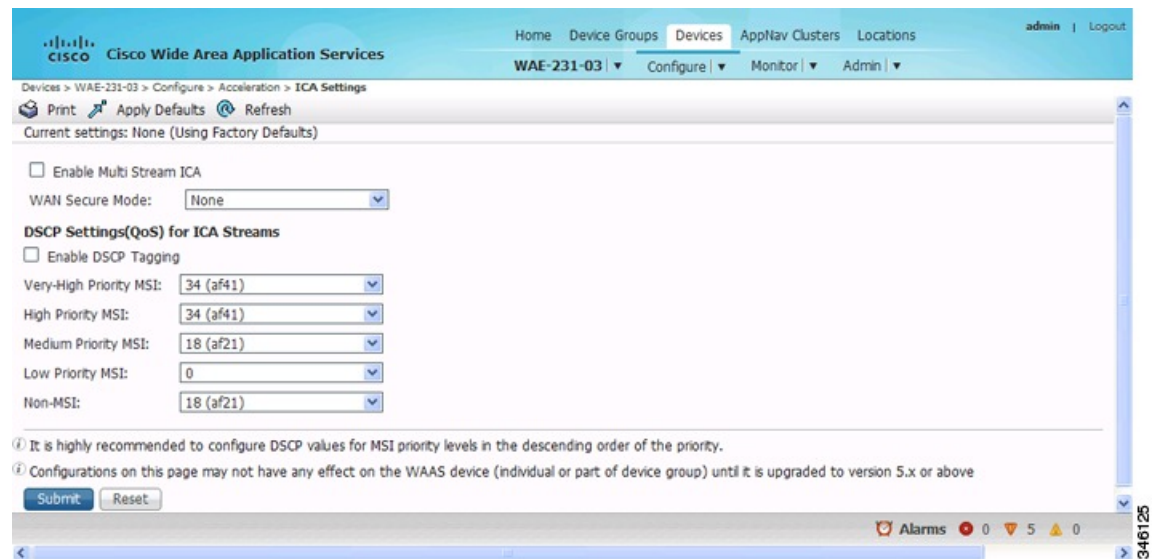 Home Device Groups Devices AppNav Clusters Locations
admin | Logout
CISCO Cisco Wide Area Application Services
WAE-231-03 | Configure | Monitor | Admin |
Devices > WAE-231-03 > Configure > Acceleration > ICA Settings
Print Apply Defaults Refresh
Current settings: None (Using Factory Defaults)
Enable Multi Stream ICA
WAN Secure Mode: None
DSCP Settings(QoS) for ICA Streams
Enable DSCP Tagging
Very-High Priority MSI: 34 (af41)
High Priority MSI: 34 (af41)
Medium Priority MSI: 18 (af21)
Low Priority MSI: 0
Non-MSI: 18 (af21)
It is highly recommended to configure DSCP values for MSI priority levels in the descending order of the priority.
Configurations on this page may not have any effect on the WAAS device (individual or part of device group) until it is upgraded to version 5.x or above
Submit Reset
Alarms 0 5 0
346125